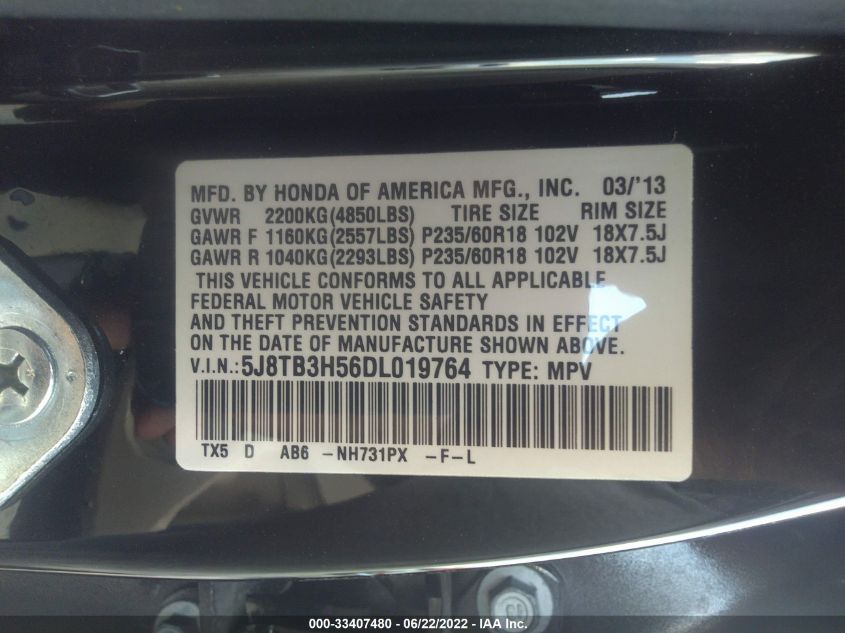 MFD. BY HONDA OF AMERICA MFG., INC. 03/'13
GVWR 2200KG(4850LBS) TIRE SIZE RIM SIZE
GAWR F 1160KG(2557LBS) P235/60R18 102V 18X7.5J
GAWR R 1040KG(2293LBS) P235/60R18 102V 18X7.5J
THIS VEHICLE CONFORMS TO ALL APPLICABLE
FEDERAL MOTOR VEHICLE SAFETY
AND THEFT PREVENTION STANDARDS IN EFFECT
ON THE DATE OF MANUFACTURE SHOWN ABOVE.
V.I.N.:5J8TB3H56DL019764 TYPE: MPV
TX5 D AB6 -NH731PX -F-L
000-33407480 - 06/22/2022 - IAA Inc.